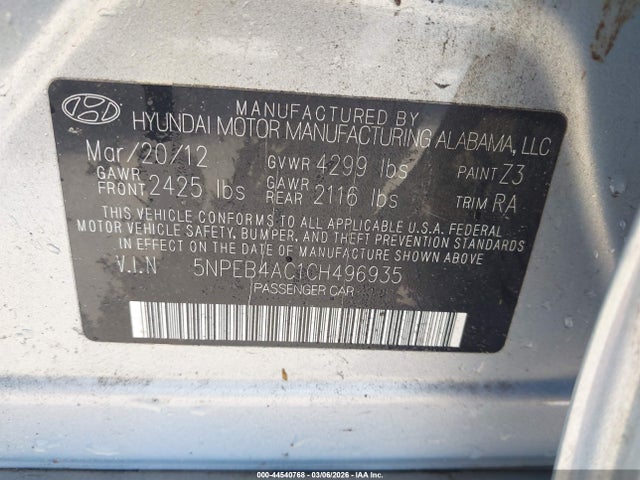 MANUFACTURED BY
HYUNDAI MOTOR MANUFACTURING ALABAMA, LLC
Mar/20/12 GVWR 4299 lbs PAINT Z3
GAWR FRONT 2425 lbs GAWR REAR 2116 lbs TRIM RA
THIS VEHICLE CONFORMS TO ALL APPLICABLE U.S.A. FEDERAL
MOTOR VEHICLE SAFETY, BUMPER, AND THEFT PREVENTION STANDARDS
IN EFFECT ON THE DATE OF MANUFACTURE SHOWN ABOVE.
V.I.N 5NPEB4AC1CH496935
PASSENGER CAR
000-44540768 - 03/06/2026 - IAAI.COM